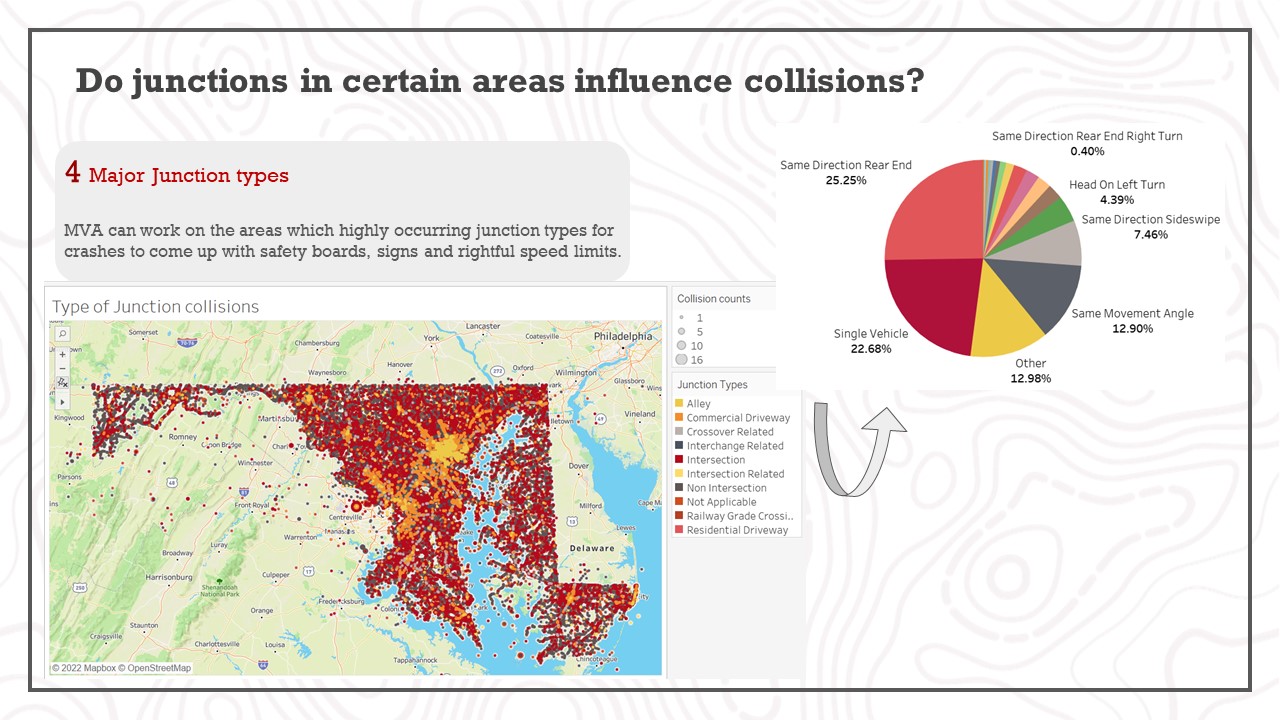 Do junctions in certain areas influence collisions?
4 Major Junction types
MVA can work on the areas which highly occurring junction types for
crashes to come up with safety boards, signs and rightful speed limits.
Same Direction Rear End Right Turn
0.40%
Same Direction Rear End
25.25%
Head On Left Turn
4.39%
Same Direction Sideswipe
7.46%
Same Movement Angle
12.90%
Single Vehicle
22.68%
Other
12.98%
Type of Junction collisions
Collision counts
1
5
10
16
Junction Types
Alley
Commercial Driveway
Crossover Related
Interchange Related
Intersection
Intersection Related
Non Intersection
Not Applicable
Railway Grade Crossi..
Residential Driveway
Somerset
Lancaster
Coatesville
Philadelphia
Chambersburg
York
Hanover
Oxford
Wilmington
Glassboro
Waynesboro
Kingwood
Vineland
Romney
Winchester
Parsons
Dover
Front Royal
Milford
Centreville
Warrenton
Lewes
Broadway
Luray
Delaware
Harrisonburg
Culpeper
Shenandoah
National Park
Orange
Fredericksburg
Staunton
Craigsville
Charlottesville
Louisa
Tappahannock
Chincoteague
© 2022 Mapbox © OpenStreetMap